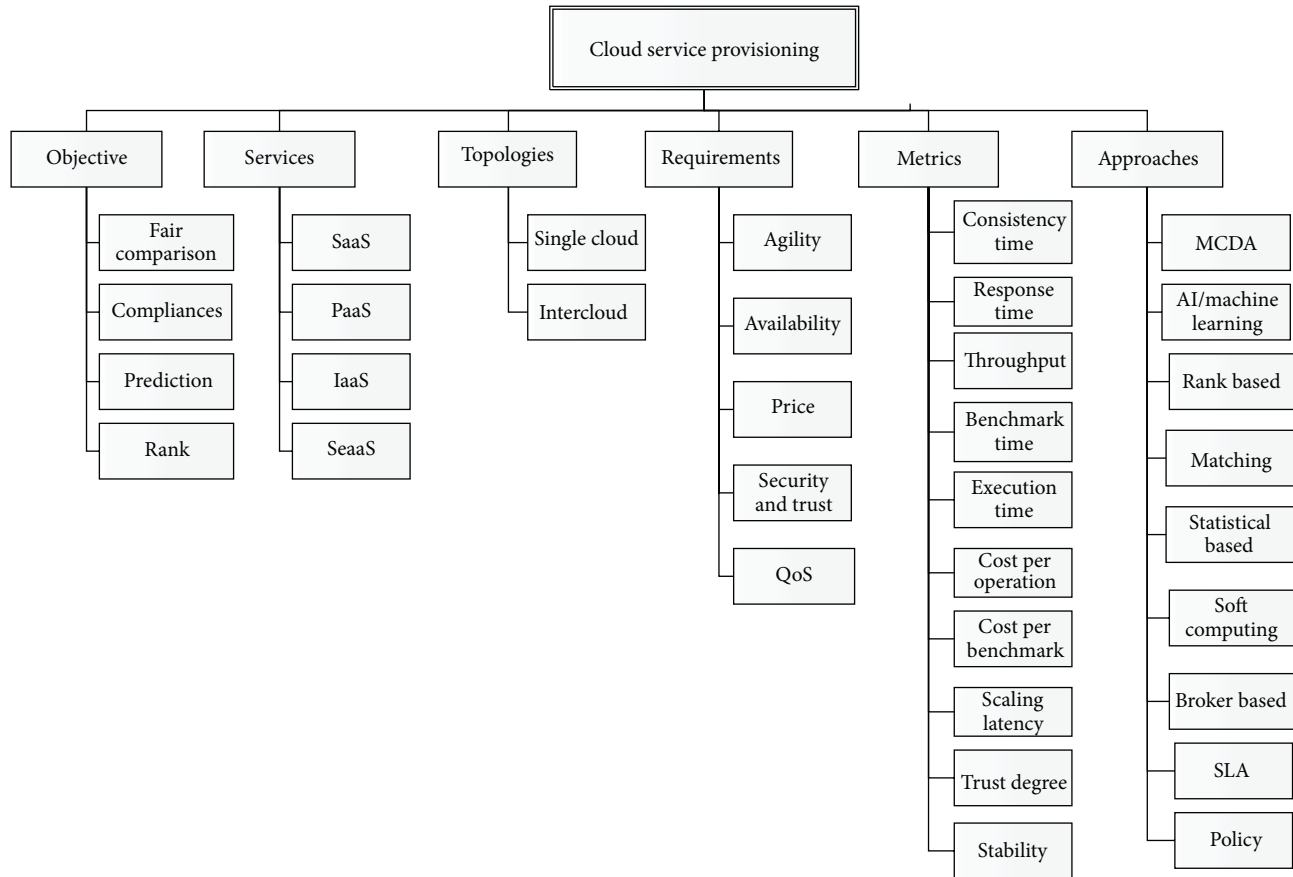 Cloud service provisioning
Objective
Services
Topologies
Requirements
Metrics
Approaches
Fair
comparison
Compliances
Prediction
Rank
SaaS
PaaS
IaaS
SeaaS
Single cloud
Intercloud
Agility
Availability
Price
Security
and trust
QoS
Consistency
time
Response
time
Throughput
Benchmark
time
Execution
time
Cost per
operation
Cost per
benchmark
Scaling
latency
Trust degree
Stability
MCDA
AI/machine
learning
Rank based
Matching
Statistical
based
Soft
computing
Broker based
SLA
Policy